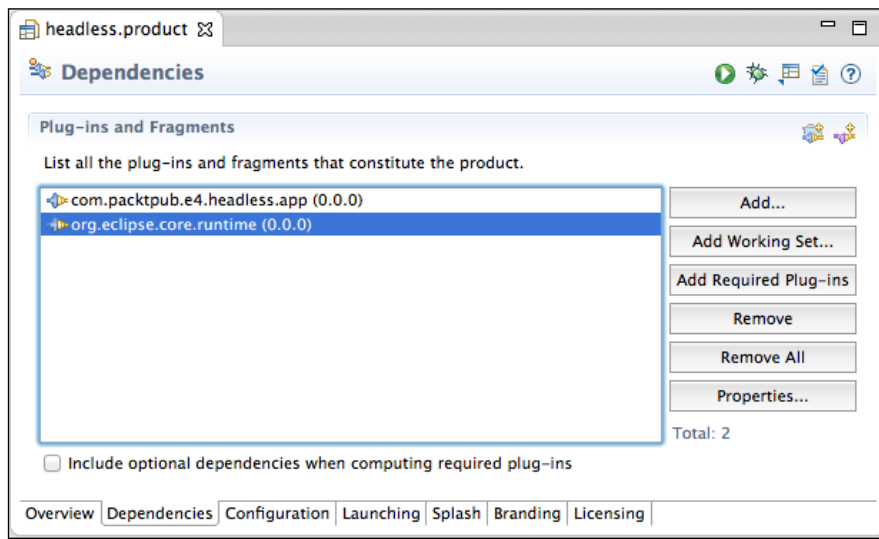 headless.product
Dependencies
Plug-ins and Fragments
List all the plug-ins and fragments that constitute the product.
com.packtpub.e4.headless.app (0.0.0)
org.eclipse.core.runtime (0.0.0)
Add...
Add Working Set...
Add Required Plug-ins
Remove
Remove All
Properties...
Total: 2
Include optional dependencies when computing required plug-ins
Overview Dependencies Configuration Launching Splash Branding Licensing